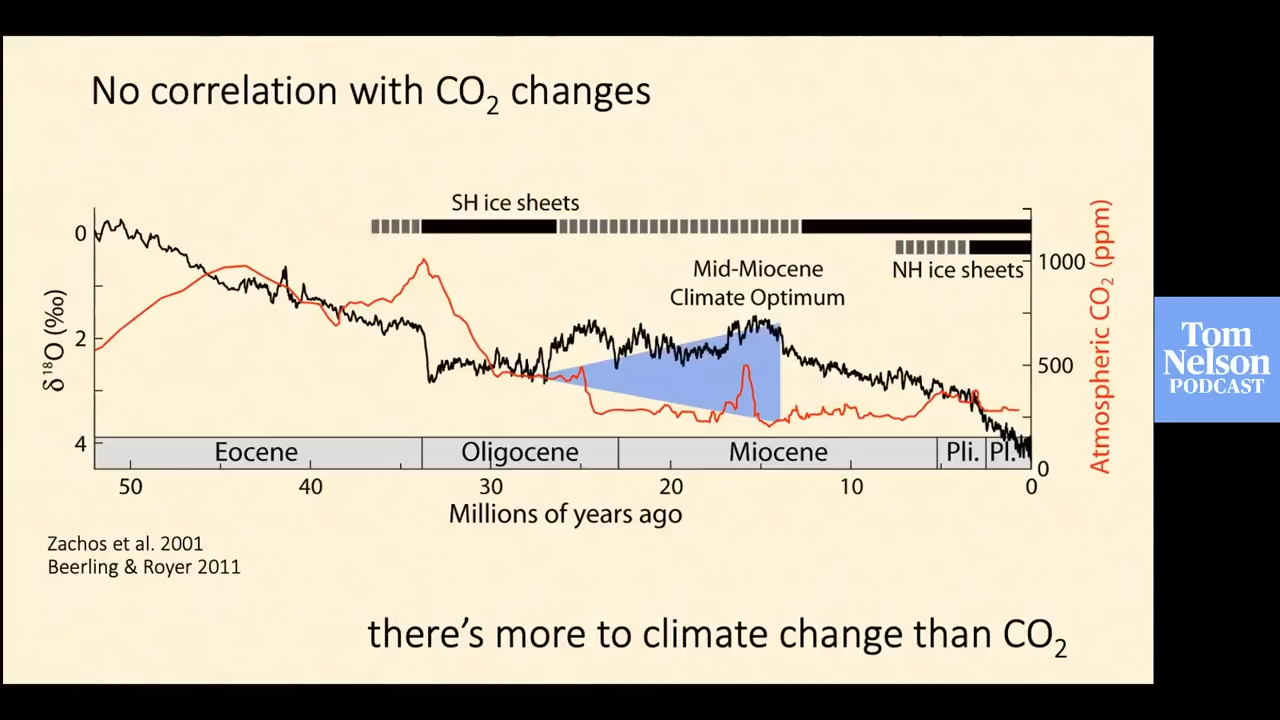 No correlation with CO₂ changes
SH ice sheets
0
1000
NH ice sheets
Mid-Miocene
Climate Optimum
δ ¹⁸O (‰)
2
500
Atmospheric CO₂ (ppm)
4
0
Eocene
Oligocene
Miocene
Pli.
Pl.
50
40
30
20
10
0
Millions of years ago
Zachos et al. 2001
Beerling & Royer 2011
there's more to climate change than CO₂
Tom
Nelson
PODCAST